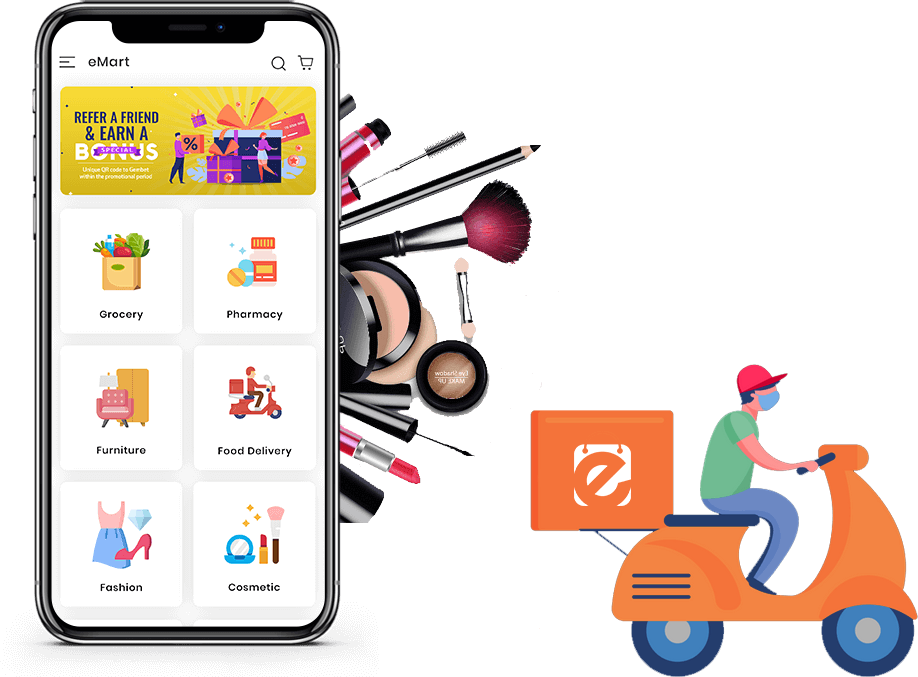 eMart
REFER A FRIEND
& EARN A
BONUS
SPECIAL
Unique QR code to Gember
within the promotional period!
%
Grocery
Pharmacy
Furniture
Food Delivery
Fashion
Cosmetic
Eye Shadow
MAKE UP
e